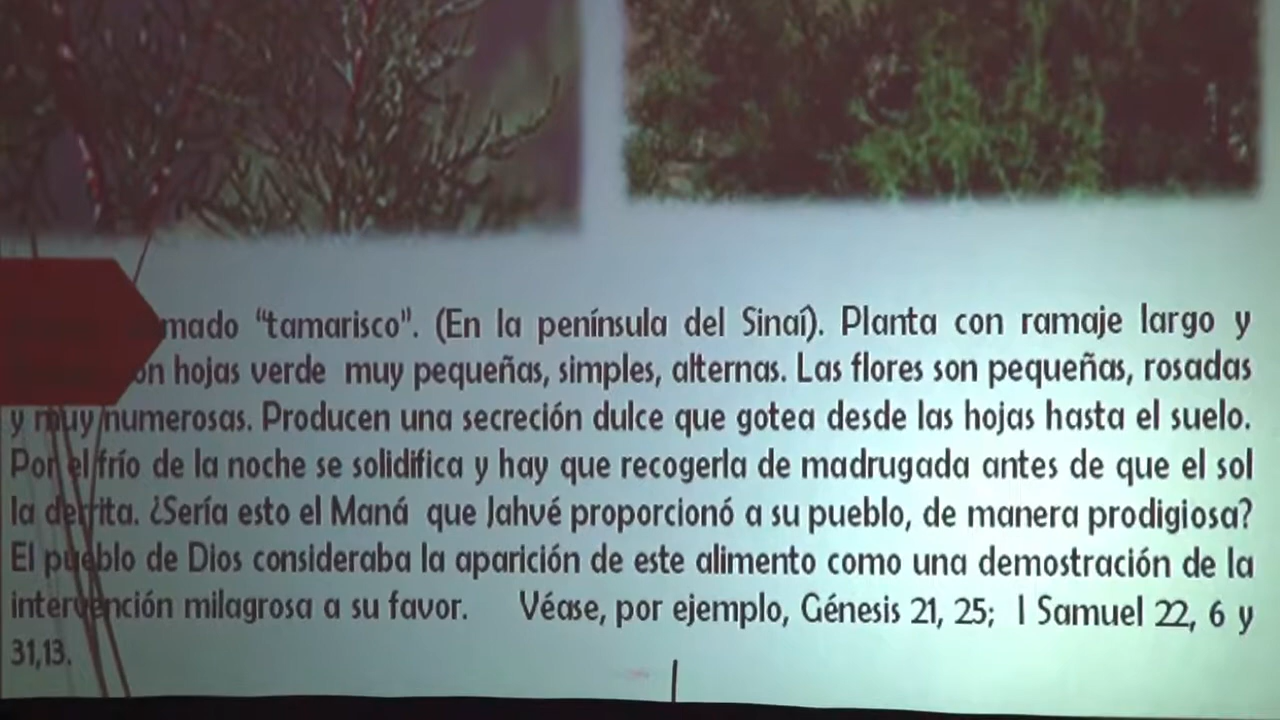 mado “tamarisco”. (En la península del Sinaí). Planta con ramaje largo y
on hojas verde muy pequeñas, simples, alternas. Las flores son pequeñas, rosadas
y muy numerosas. Producen una secreción dulce que gotea desde las hojas hasta el suelo.
Por el frío de la noche se solidifica y hay que recogerla de madrugada antes de que el sol
la derrita. ¿Sería esto el Maná que Jahvé proporcionó a su pueblo, de manera prodigiosa?
El pueblo de Dios consideraba la aparición de este alimento como una demostración de la
intervención milagrosa a su favor. Véase, por ejemplo, Génesis 21, 25; I Samuel 22, 6 y
31,13.